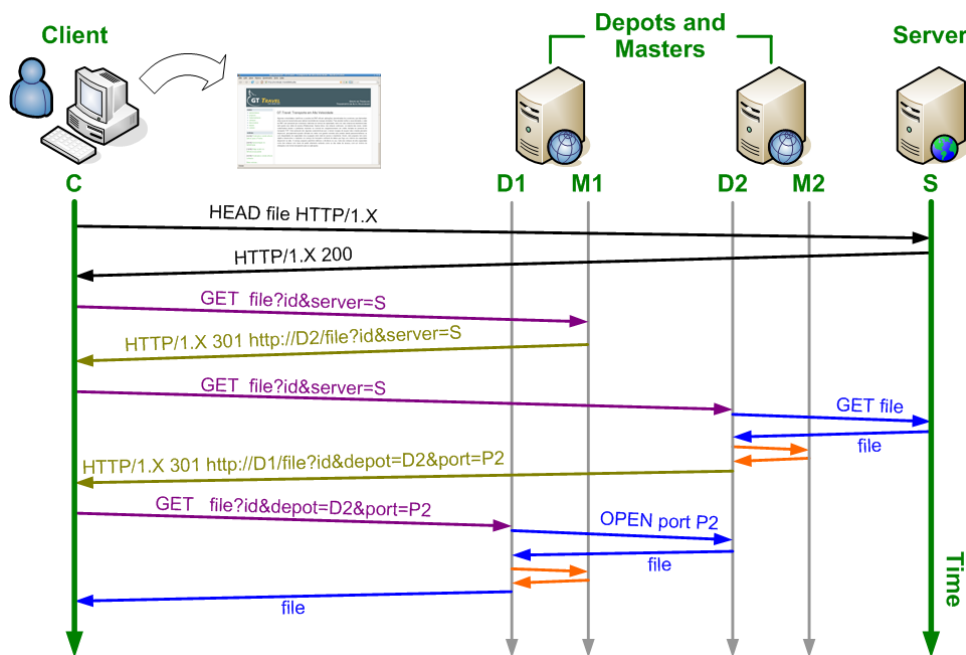 Client
Depots and
Masters
Server
GT Travel
C
D1
M1
D2
M2
S
HEAD file HTTP/1.X
HTTP/1.X 200
GET file?id&server=S
HTTP/1.X 301 http://D2/file?id&server=S
GET file?id&server=S
GET file
file
HTTP/1.X 301 http://D1/file?id&depot=D2&port=P2
GET file?id&depot=D2&port=P2
OPEN port P2
file
file
Time